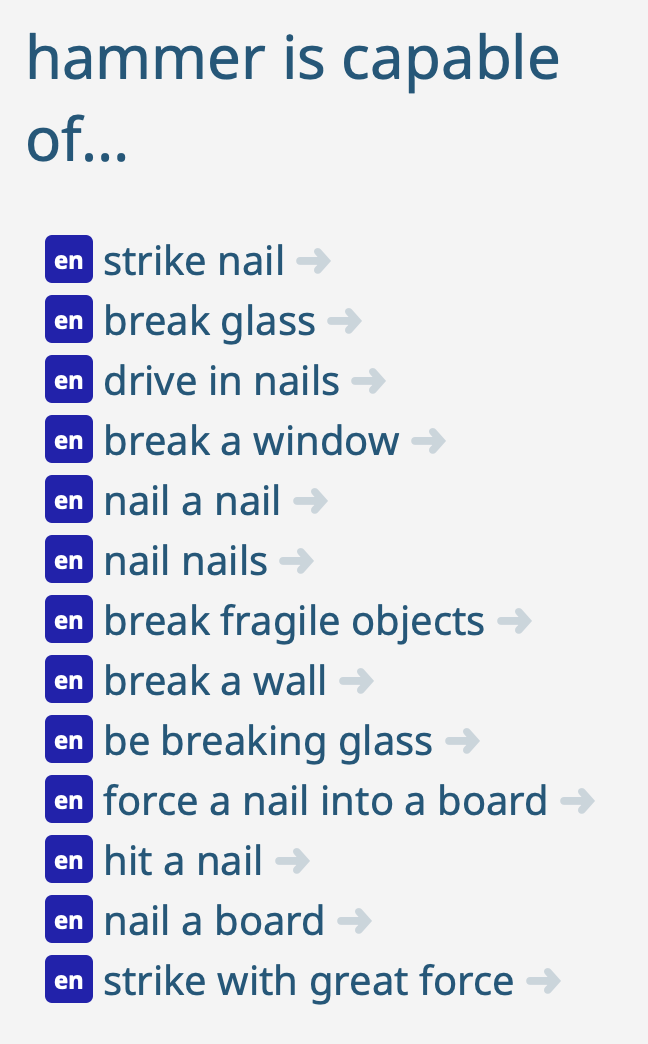 hammer is capable
of...
en strike nail
en break glass
en drive in nails
en break a window
en nail a nail
en nail nails
en break fragile objects
en break a wall
en be breaking glass
en force a nail into a board
en hit a nail
en nail a board
en strike with great force